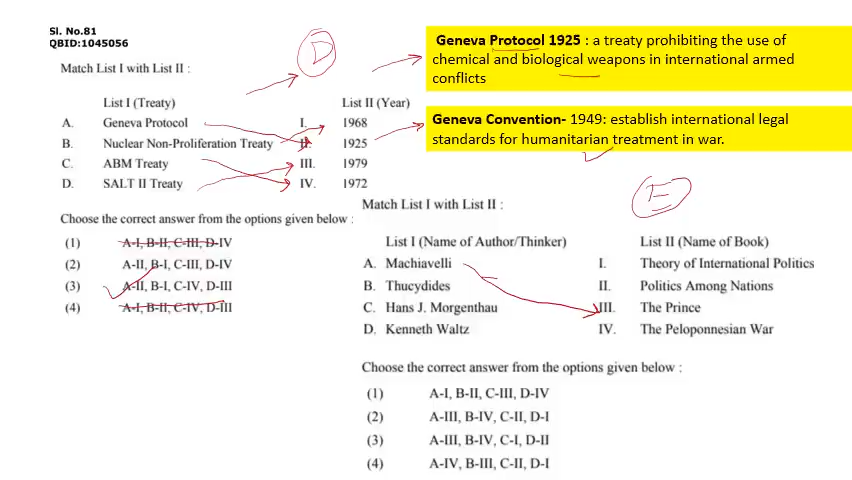 Sl. No.81
QBID:1045056
Match List I with List II :
List I (Treaty) List II (Year)
A. Geneva Protocol I. 1968
B. Nuclear Non-Proliferation Treaty II. 1925
C. ABM Treaty III. 1979
D. SALT II Treaty IV. 1972
Choose the correct answer from the options given below :
(1) A-I, B-II, C-III, D-IV
(2) A-II, B-I, C-III, D-IV
(3) A-II, B-I, C-IV, D-III
(4) A-I, B-II, C-IV, D-III
D
Geneva Protocol 1925 : a treaty prohibiting the use of
chemical and biological weapons in international armed
conflicts
Geneva Convention- 1949: establish international legal
standards for humanitarian treatment in war.
E
Match List I with List II :
List I (Name of Author/Thinker) List II (Name of Book)
A. Machiavelli I. Theory of International Politics
B. Thucydides II. Politics Among Nations
C. Hans J. Morgenthau III. The Prince
D. Kenneth Waltz IV. The Peloponnesian War
Choose the correct answer from the options given below :
(1) A-I, B-II, C-III, D-IV
(2) A-III, B-IV, C-II, D-I
(3) A-III, B-IV, C-I, D-II
(4) A-IV, B-III, C-II, D-I